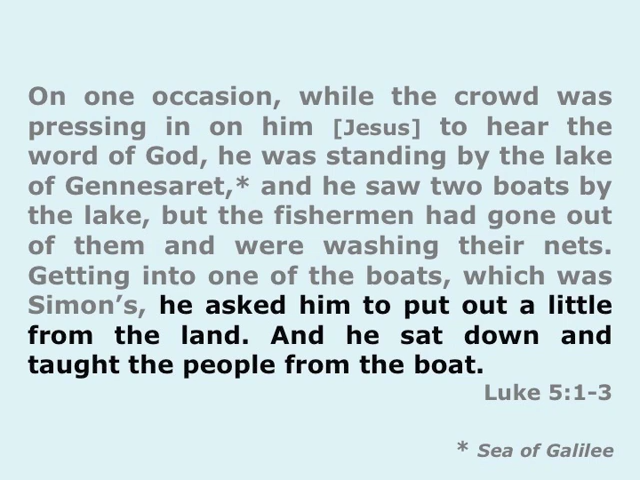 On one occasion, while the crowd was
pressing in on him [Jesus] to hear the
word of God, he was standing by the lake
of Gennesaret,* and he saw two boats by
the lake, but the fishermen had gone out
of them and were washing their nets.
Getting into one of the boats, which was
Simon’s, he asked him to put out a little
from the land. And he sat down and
taught the people from the boat.
Luke 5:1-3
* Sea of Galilee